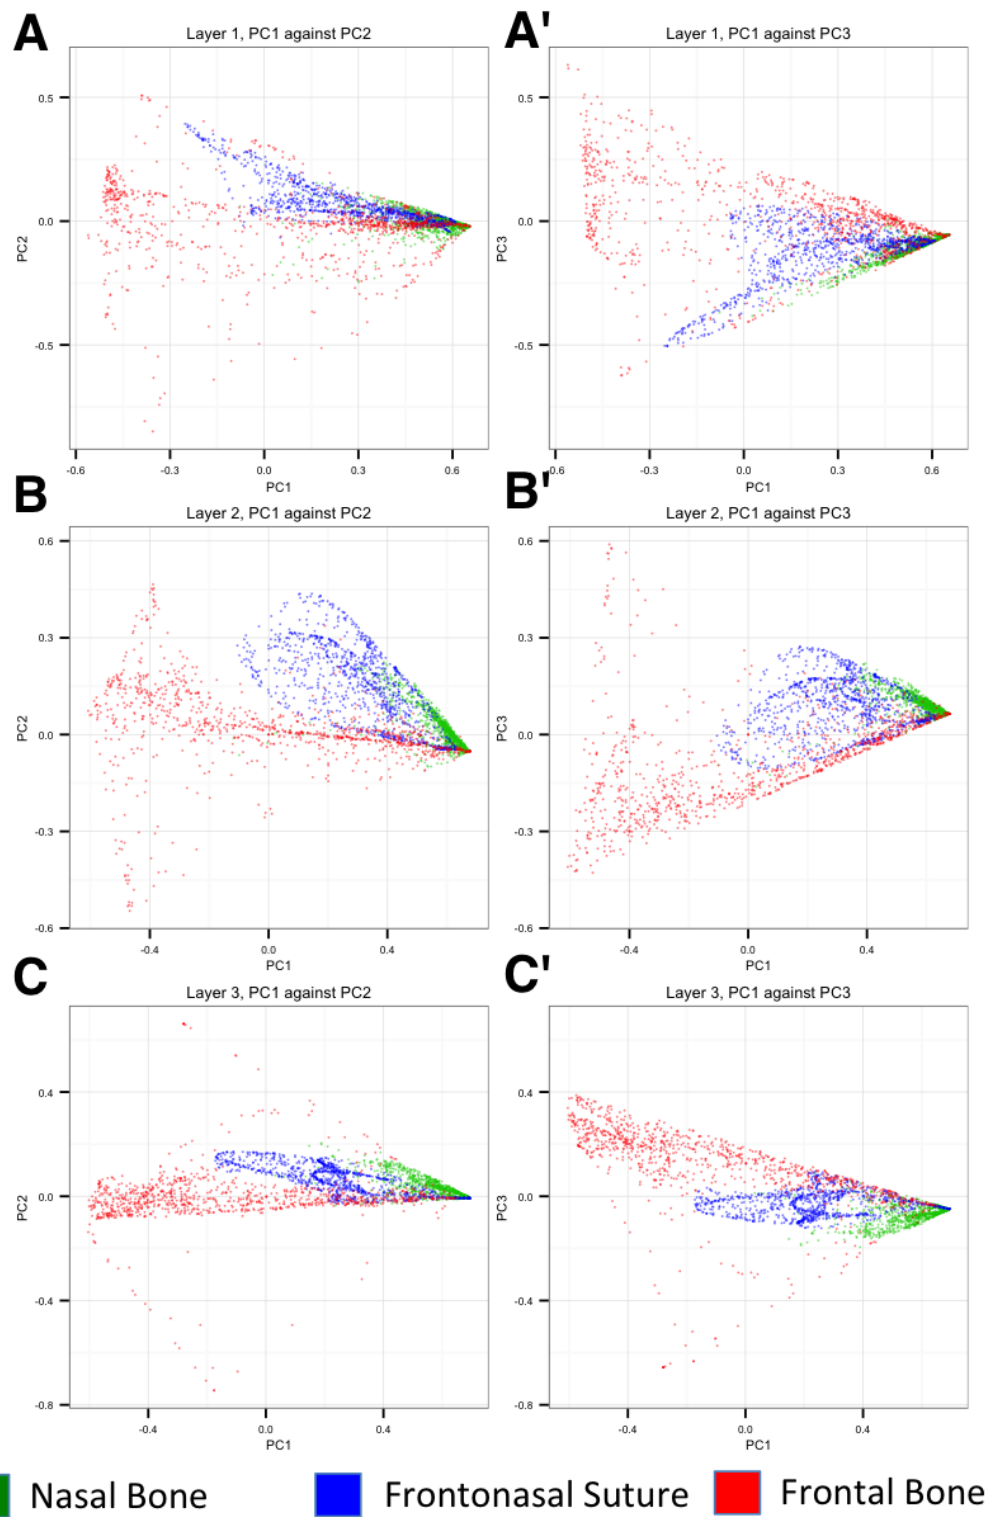 A
Layer 1, PC1 against PC2
0.5
0.0
-0.5
PC2
-0.6 -0.3 0.0 0.3 0.6
PC1
A'
Layer 1, PC1 against PC3
0.5
0.0
-0.5
PC3
-0.6 -0.3 0.0 0.3 0.6
PC1
B
Layer 2, PC1 against PC2
0.6
0.3
0.0
-0.3
-0.6
PC2
-0.4 0.0 0.4
PC1
B'
Layer 2, PC1 against PC3
0.6
0.3
0.0
-0.3
-0.6
PC3
-0.4 0.0 0.4
PC1
C
Layer 3, PC1 against PC2
0.4
0.0
-0.4
-0.8
PC2
-0.4 0.0 0.4
PC1
C'
Layer 3, PC1 against PC3
0.4
0.0
-0.4
-0.8
PC3
-0.4 0.0 0.4
PC1
Nasal Bone Frontonasal Suture Frontal Bone